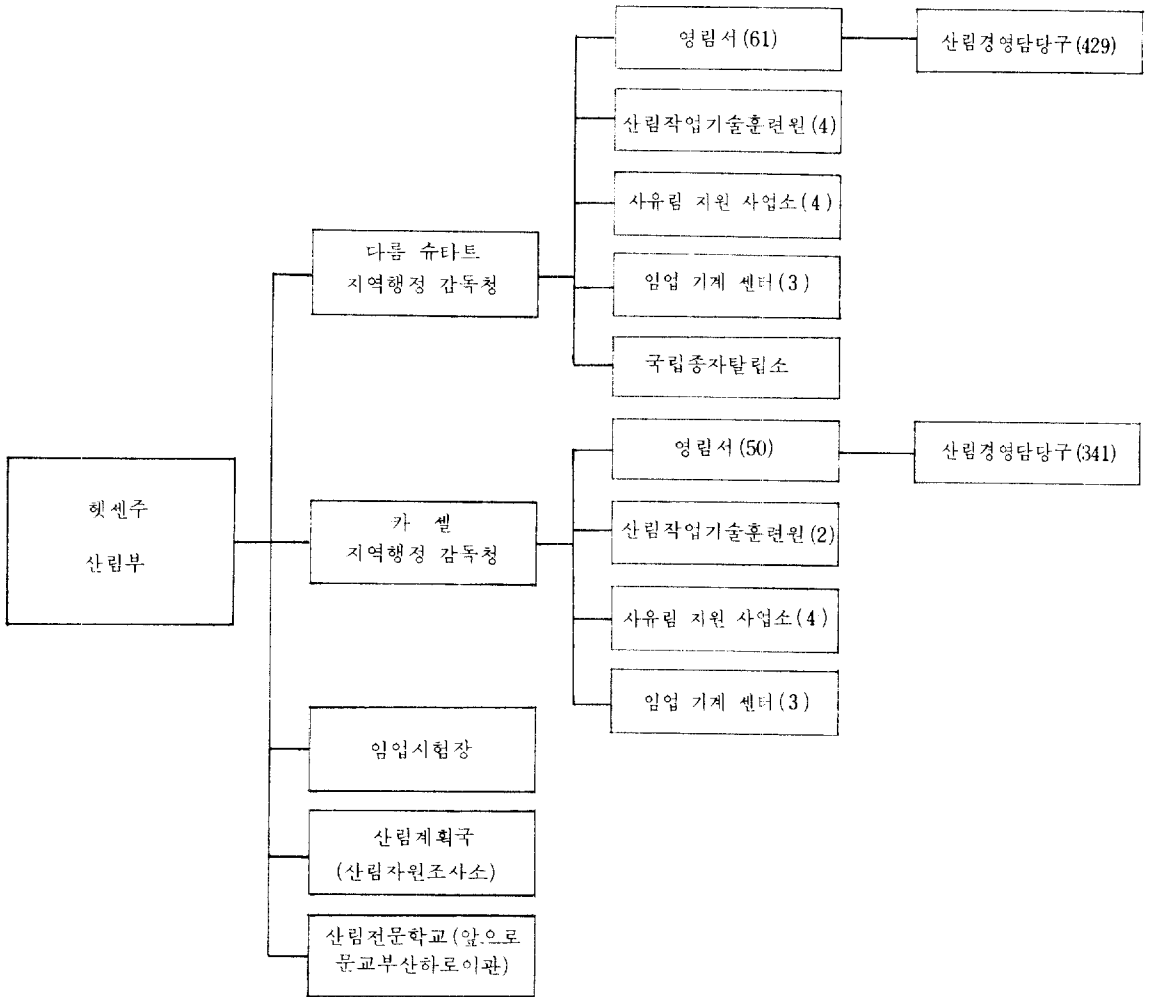 헷센주
산림부
다름 슈타트
지역행정 감독청
영림서(61)
산림경영담당구(429)
산림작업기술훈련원(4)
사유림 지원 사업소(4)
임업 기계 센터(3)
국립종자탈립소
카 셀
지역행정 감독청
영림서(50)
산림경영담당구(341)
산림작업기술훈련원(2)
사유림 지원 사업소(4)
임업 기계 센터(3)
임업시험장
산림계획국
(산림자원조사소)
산림전문학교(앞으로
문교부산하로이관)